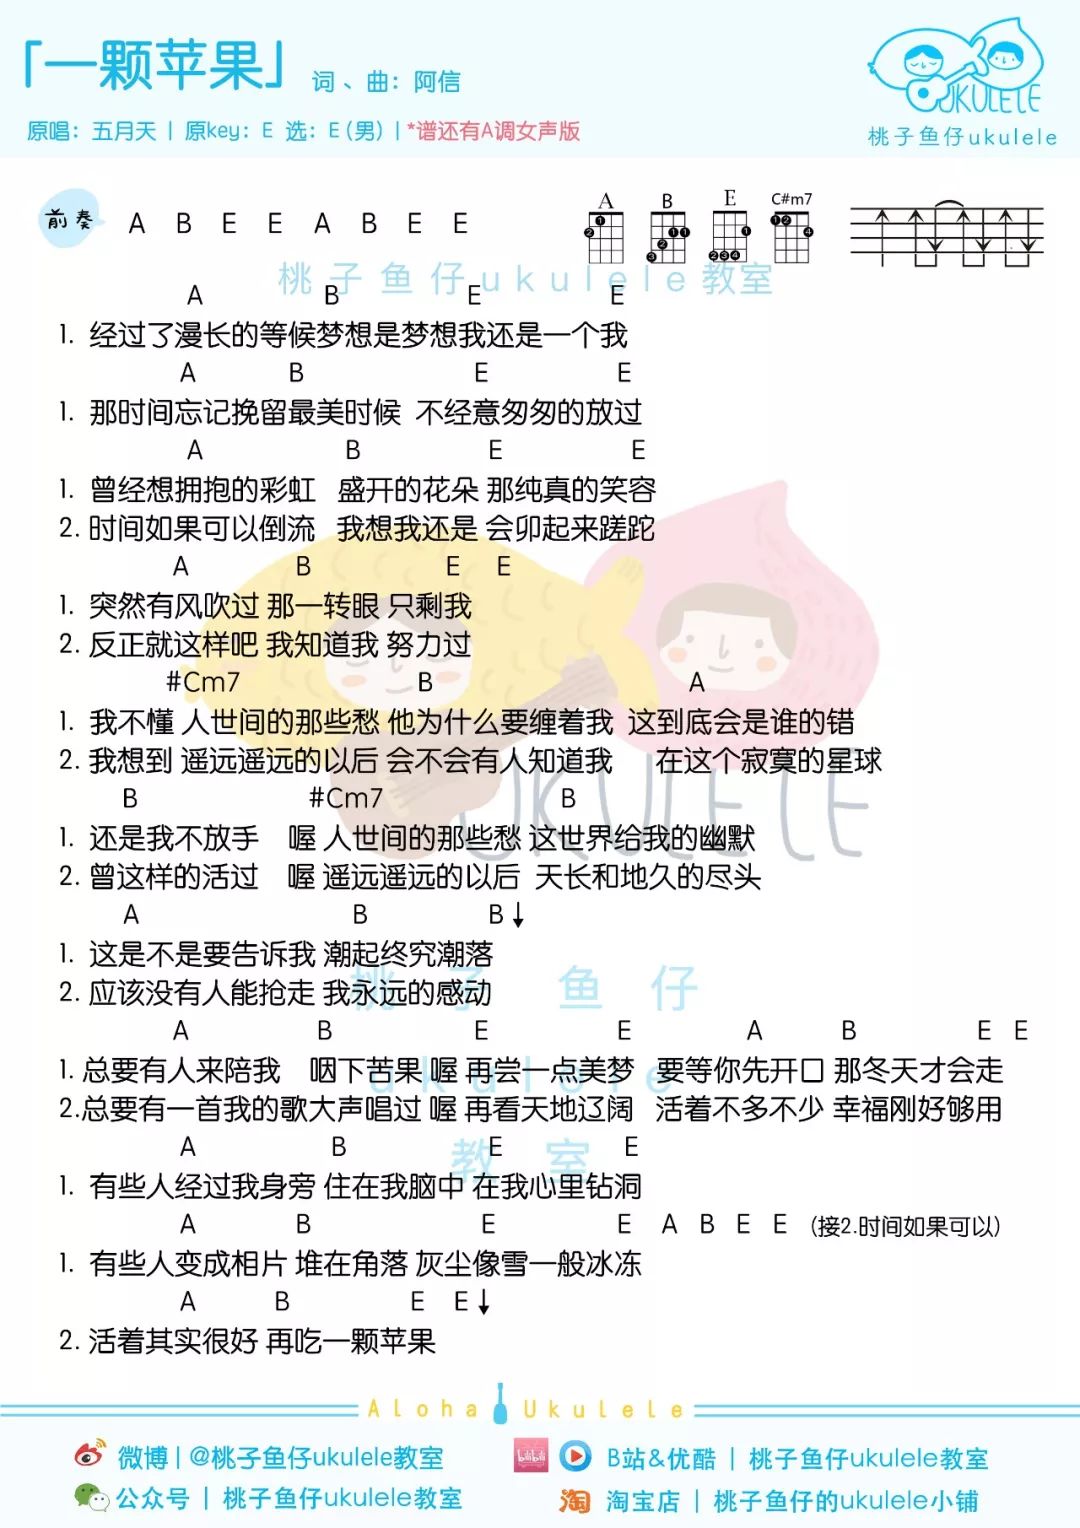 「一颗苹果」 词、曲：阿信
原唱：五月天 | 原key：E 选：E（男）| *谱还有A调女声版
UKULELE
桃子鱼仔ukulele
前奏 A B E E A B E E
A B E C#m7
桃子鱼仔ukulele教室
A B E E
1. 经过了漫长的等候梦想是梦想我还是一个我
A B E E
1. 那时间忘记挽留最美时候 不经意匆匆的放过
A B E E
1. 曾经想拥抱的彩虹 盛开的花朵 那纯真的笑容
2. 时间如果可以倒流 我想我还是 会卯起来蹉跎
A B E E
1. 突然有风吹过 那一转眼 只剩我
2. 反正就这样吧 我知道我 努力过
#Cm7 B A
1. 我不懂 人世间的那些愁 他为什么要缠着我 这到底会是谁的错
2. 我想到 遥远遥远的以后 会不会有人知道我 在这个寂寞的星球
B #Cm7 B
UKULELE
1. 还是我不放手 喔 人世间的那些愁 这世界给我的幽默
2. 曾这样的活过 喔 遥远遥远的以后 天长和地久的尽头
A B B↓
1. 这是不是要告诉我 潮起终究潮落
桃子鱼仔
2. 应该没有人能抢走 我永远的感动
A B E E A B E E
1. 总要有人来陪我 咽下苦果 喔 再尝一点美梦 要等你先开口 那冬天才会走
ukulele
2.总要有一首我的歌大声唱过 喔 再看天地辽阔 活着不多不少 幸福刚好够用
A B E E
教室
1. 有些人经过我身旁 住在我脑中 在我心里钻洞
A B E E A B E E (接2.时间如果可以)
1. 有些人变成相片 堆在角落 灰尘像雪一般冰冻
A B E E↓
2. 活着其实很好 再吃一颗苹果
Aloha Ukulele
微博 | @桃子鱼仔ukulele教室
bilibili B站&优酷 | 桃子鱼仔ukulele教室
公众号 | 桃子鱼仔ukulele教室
淘 淘宝店 | 桃子鱼仔的ukulele小铺